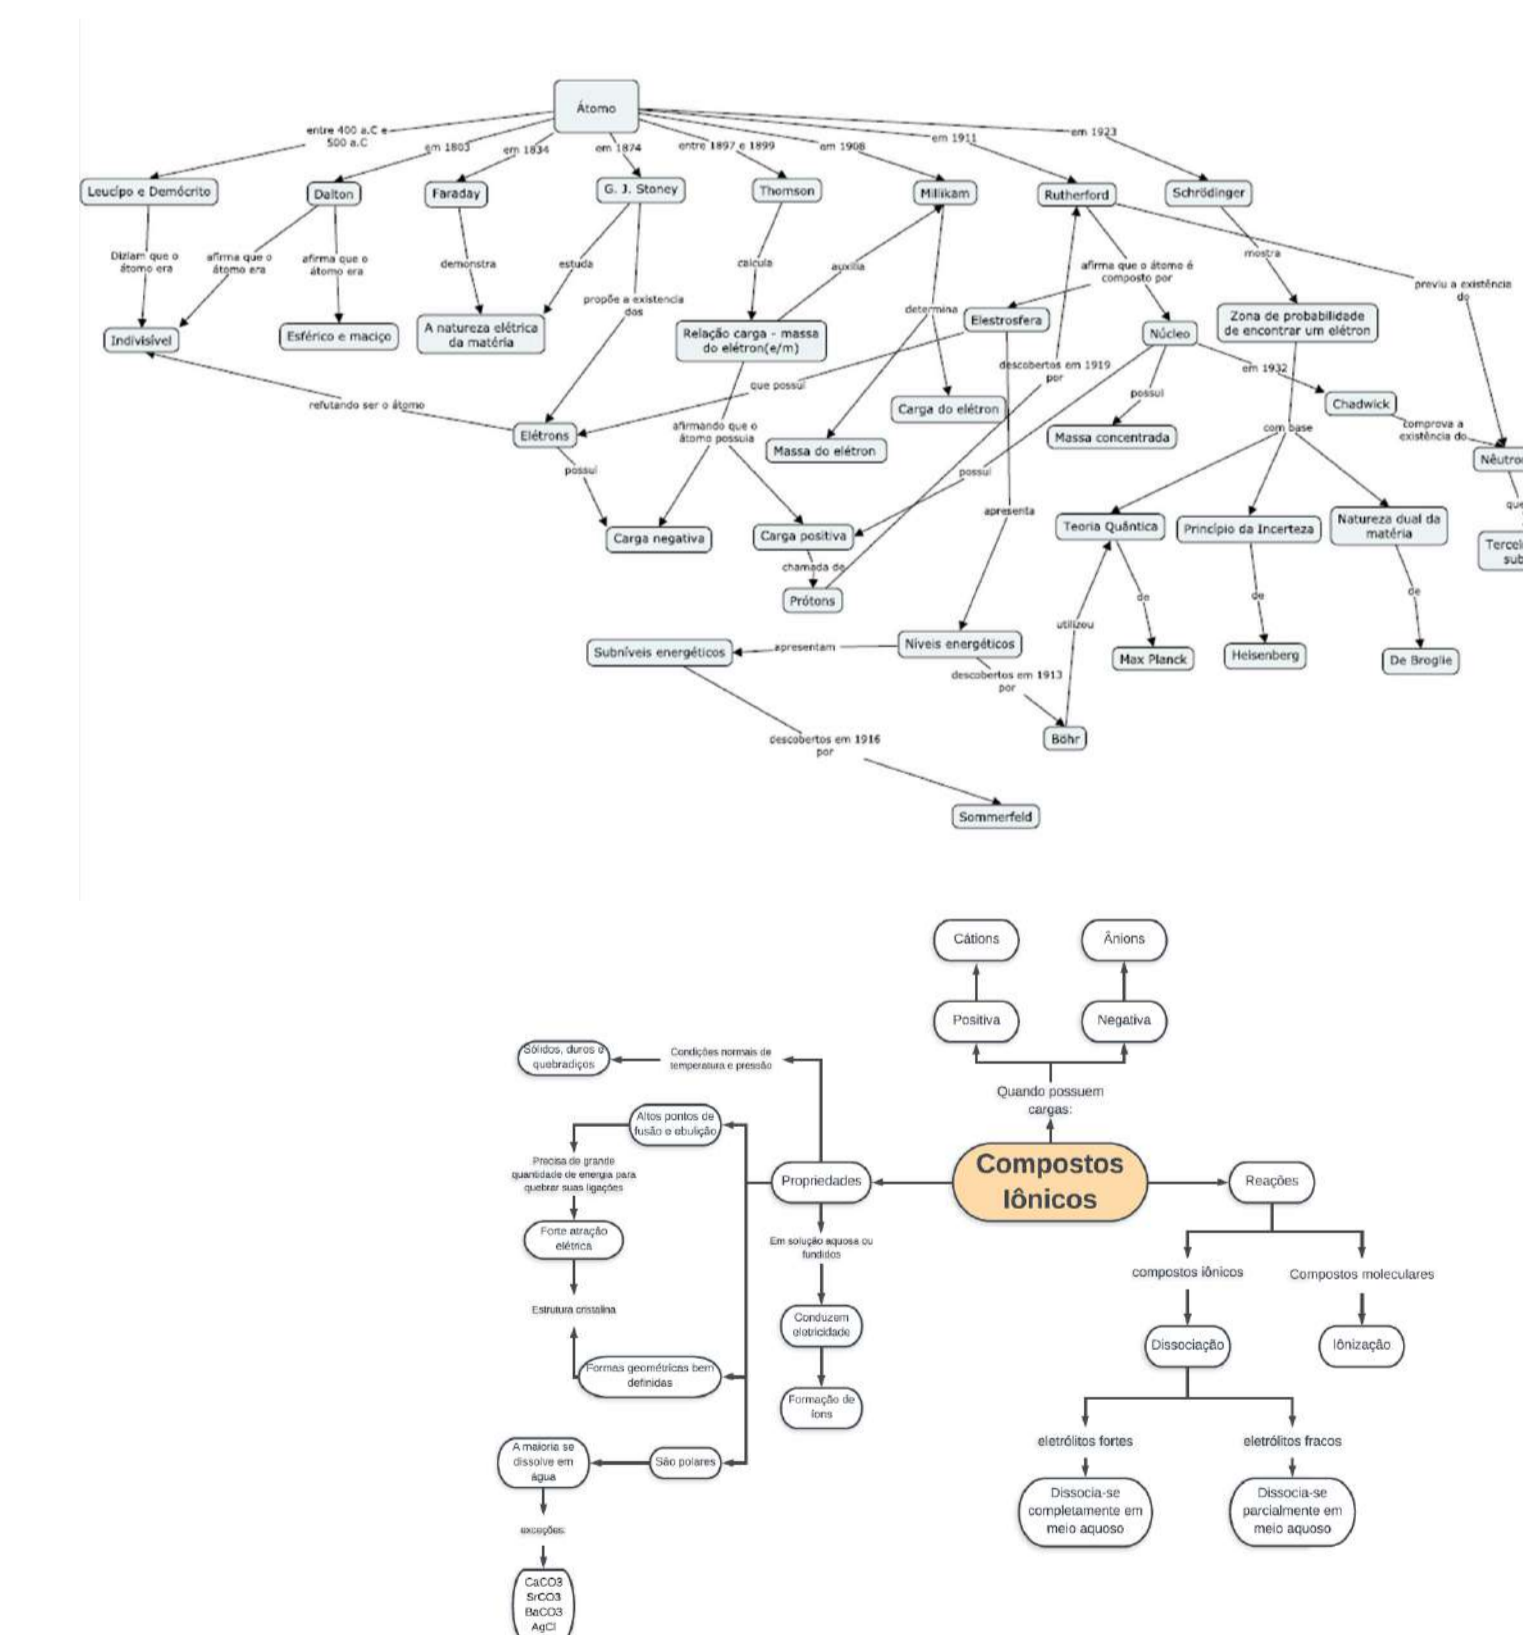 Átomo
entre 400 a.C e
500 a.C
em 1803
em 1834
em 1874
entre 1897 e 1899
em 1908
em 1911
em 1923
Leucípo e Demócrito
Dalton
Faraday
G. J. Stoney
Thomson
Millikam
Rutherford
Schrödinger
Diziam que o
átomo era
afirma que o
átomo era
afirma que o
átomo era
demonstra
estuda
propõe a existencia
dos
calcula
auxilia
determina
afirma que o átomo é
composto por
mostra
previu a existência
do
Indivisível
Esférico e maciço
A natureza elétrica
da matéria
Relação carga - massa
do elétron(e/m)
Elestrosfera
Núcleo
Zona de probabilidade
de encontrar um elétron
descobertos em 1919
por
em 1932
que possui
refutando ser o átomo
Carga do elétron
possui
Chadwick
Elétrons
afirmando que o
átomo possuia
Massa do elétron
Massa concentrada
com base
comprova a
existência do
possui
possui
Nêutro
que
apresenta
Carga negativa
Carga positiva
Teoria Quântica
Princípio da Incerteza
Natureza dual da
matéria
Tercei
sub
chamada de
Prótons
de
de
de
utilizou
Subníveis energéticos
apresentam
Níveis energéticos
Max Planck
Heisenberg
De Broglie
descobertos em 1913
por
descobertos em 1916
por
Böhr
Sommerfeld
Cátions
Ânions
Positiva
Negativa
Quando possuem
cargas:
Sólidos, duros e
quebradiços
Condições normais de
temperatura e pressão
Altos pontos de
fusão e ebulição
Precisa de grande
quantidade de energia para
quebrar suas ligações
Propriedades
Compostos
Iônicos
Reações
Forte atração
elétrica
Em solução aquosa ou
fundidos
compostos iônicos
Compostos moleculares
Estrutura cristalina
Conduzem
eletricidade
Dissociação
Iônização
Formas geométricas bem
definidas
Formação de
íons
eletrólitos fortes
eletrólitos fracos
A maioria se
dissolve em
água
São polares
Dissocia-se
completamente em
meio aquoso
Dissocia-se
parcialmente em
meio aquoso
exceções:
CaCO3
SrCO3
BaCO3
AgCl